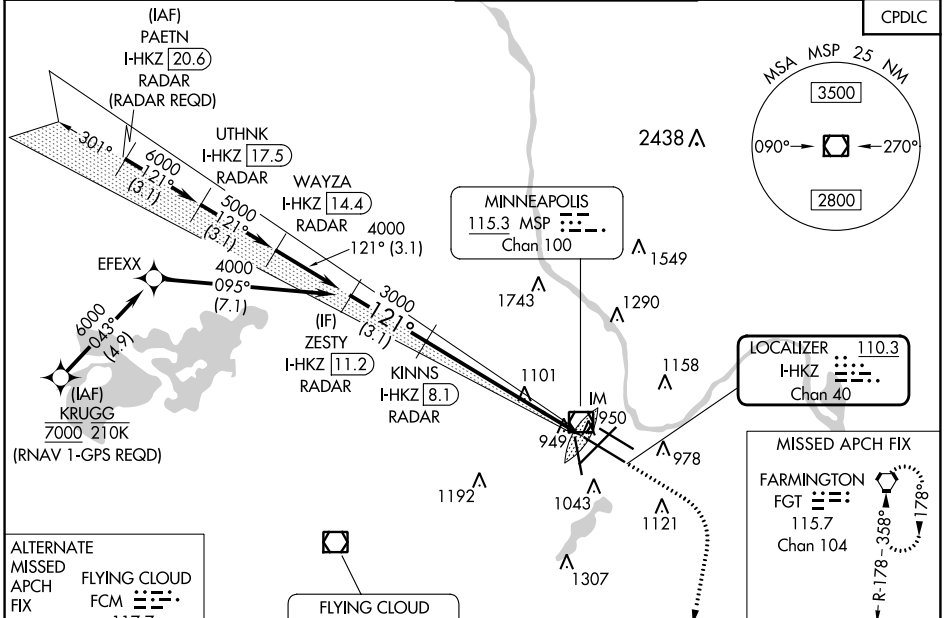 CPDLC
(IAF)
PAETN
I-HKZ 20.6
RADAR
(RADAR REQD)
301°
6000
121°
(3.1)
UTHNK
I-HKZ 17.5
RADAR
5000
121°
(3.1)
WAYZA
I-HKZ 14.4
RADAR
4000
121° (3.1)
MSA MSP 25 NM
3500
090°
270°
2800
2438
MINNEAPOLIS
115.3 MSP
Chan 100
1549
1743
1290
EFEXX
4000
095°
(7.1)
6000
043°
(4.9)
(IAF)
KRUGG
7000 210K
(RNAV 1-GPS REQD)
3000
121°
(3.1)
(IF)
ZESTY
I-HKZ 11.2
RADAR
KINNS
I-HKZ 8.1
RADAR
1101
1158
LOCALIZER 110.3
I-HKZ
Chan 40
IM
950
949
978
1192
1043
1121
1307
MISSED APCH FIX
FARMINGTON
FGT
115.7
Chan 104
R-178
358°
178°
ALTERNATE
MISSED
APCH
FIX
FLYING CLOUD
FCM
FLYING CLOUD